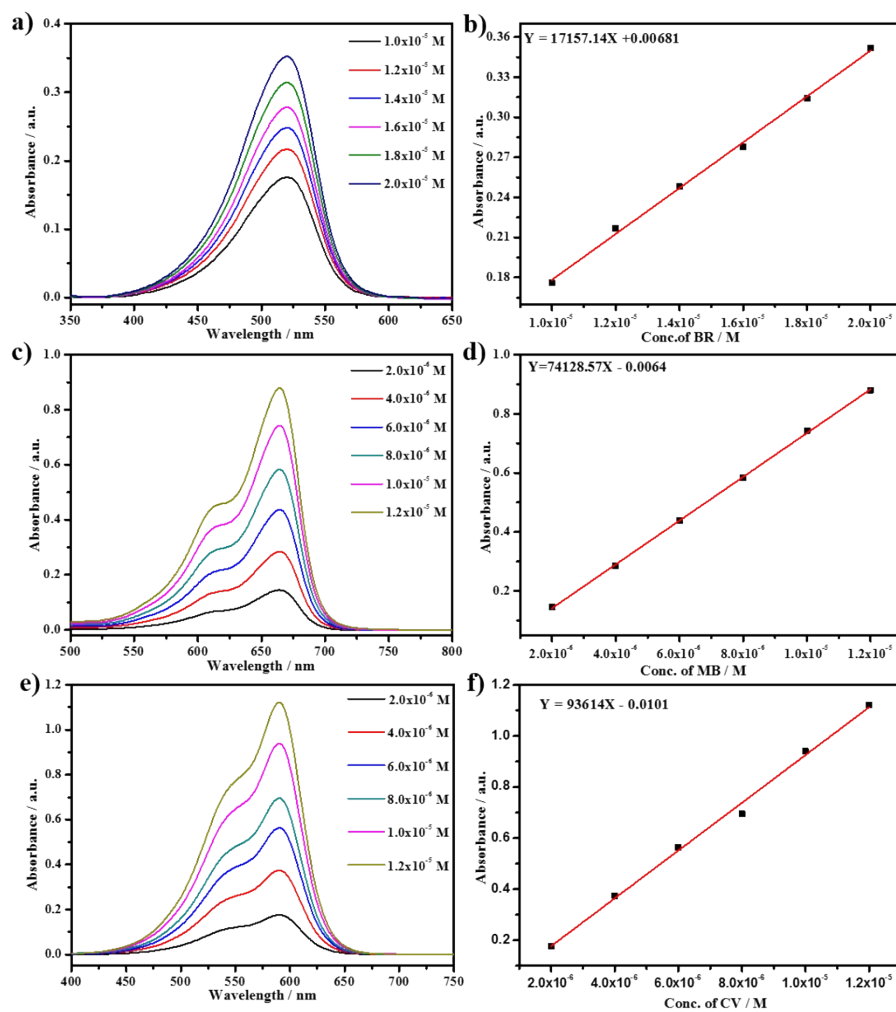 a)
0.4
0.3
0.2
0.1
0.0
Absorbance / a.u.
1.0x10⁻⁵ M
1.2x10⁻⁵ M
1.4x10⁻⁵ M
1.6x10⁻⁵ M
1.8x10⁻⁵ M
2.0x10⁻⁵ M
350 400 450 500 550 600 650
Wavelength / nm
b)
Y = 17157.14X +0.00681
0.36
0.33
0.30
0.27
0.24
0.21
0.18
Absorbance / a.u.
1.0x10⁻⁵ 1.2x10⁻⁵ 1.4x10⁻⁵ 1.6x10⁻⁵ 1.8x10⁻⁵ 2.0x10⁻⁵
Conc.of BR / M
c)
1.0
0.8
0.6
0.4
0.2
0.0
Absorbance / a.u.
2.0x10⁻⁶ M
4.0x10⁻⁶ M
6.0x10⁻⁶ M
8.0x10⁻⁶ M
1.0x10⁻⁵ M
1.2x10⁻⁵ M
500 550 600 650 700 750 800
Wavelength / nm
d)
Y=74128.57X - 0.0064
1.0
0.8
0.6
0.4
0.2
Absorbance / a.u.
2.0x10⁻⁶ 4.0x10⁻⁶ 6.0x10⁻⁶ 8.0x10⁻⁶ 1.0x10⁻⁵ 1.2x10⁻⁵
Conc. of MB / M
e)
1.2
1.0
0.8
0.6
0.4
0.2
0.0
Absorbance / a.u.
2.0x10⁻⁶ M
4.0x10⁻⁶ M
6.0x10⁻⁶ M
8.0x10⁻⁶ M
1.0x10⁻⁵ M
1.2x10⁻⁵ M
400 450 500 550 600 650 700 750
Wavelength / nm
f)
Y = 93614X - 0.0101
1.2
1.0
0.8
0.6
0.4
0.2
Absorbance / a.u.
2.0x10⁻⁶ 4.0x10⁻⁶ 6.0x10⁻⁶ 8.0x10⁻⁶ 1.0x10⁻⁵ 1.2x10⁻⁵
Conc. of CV / M